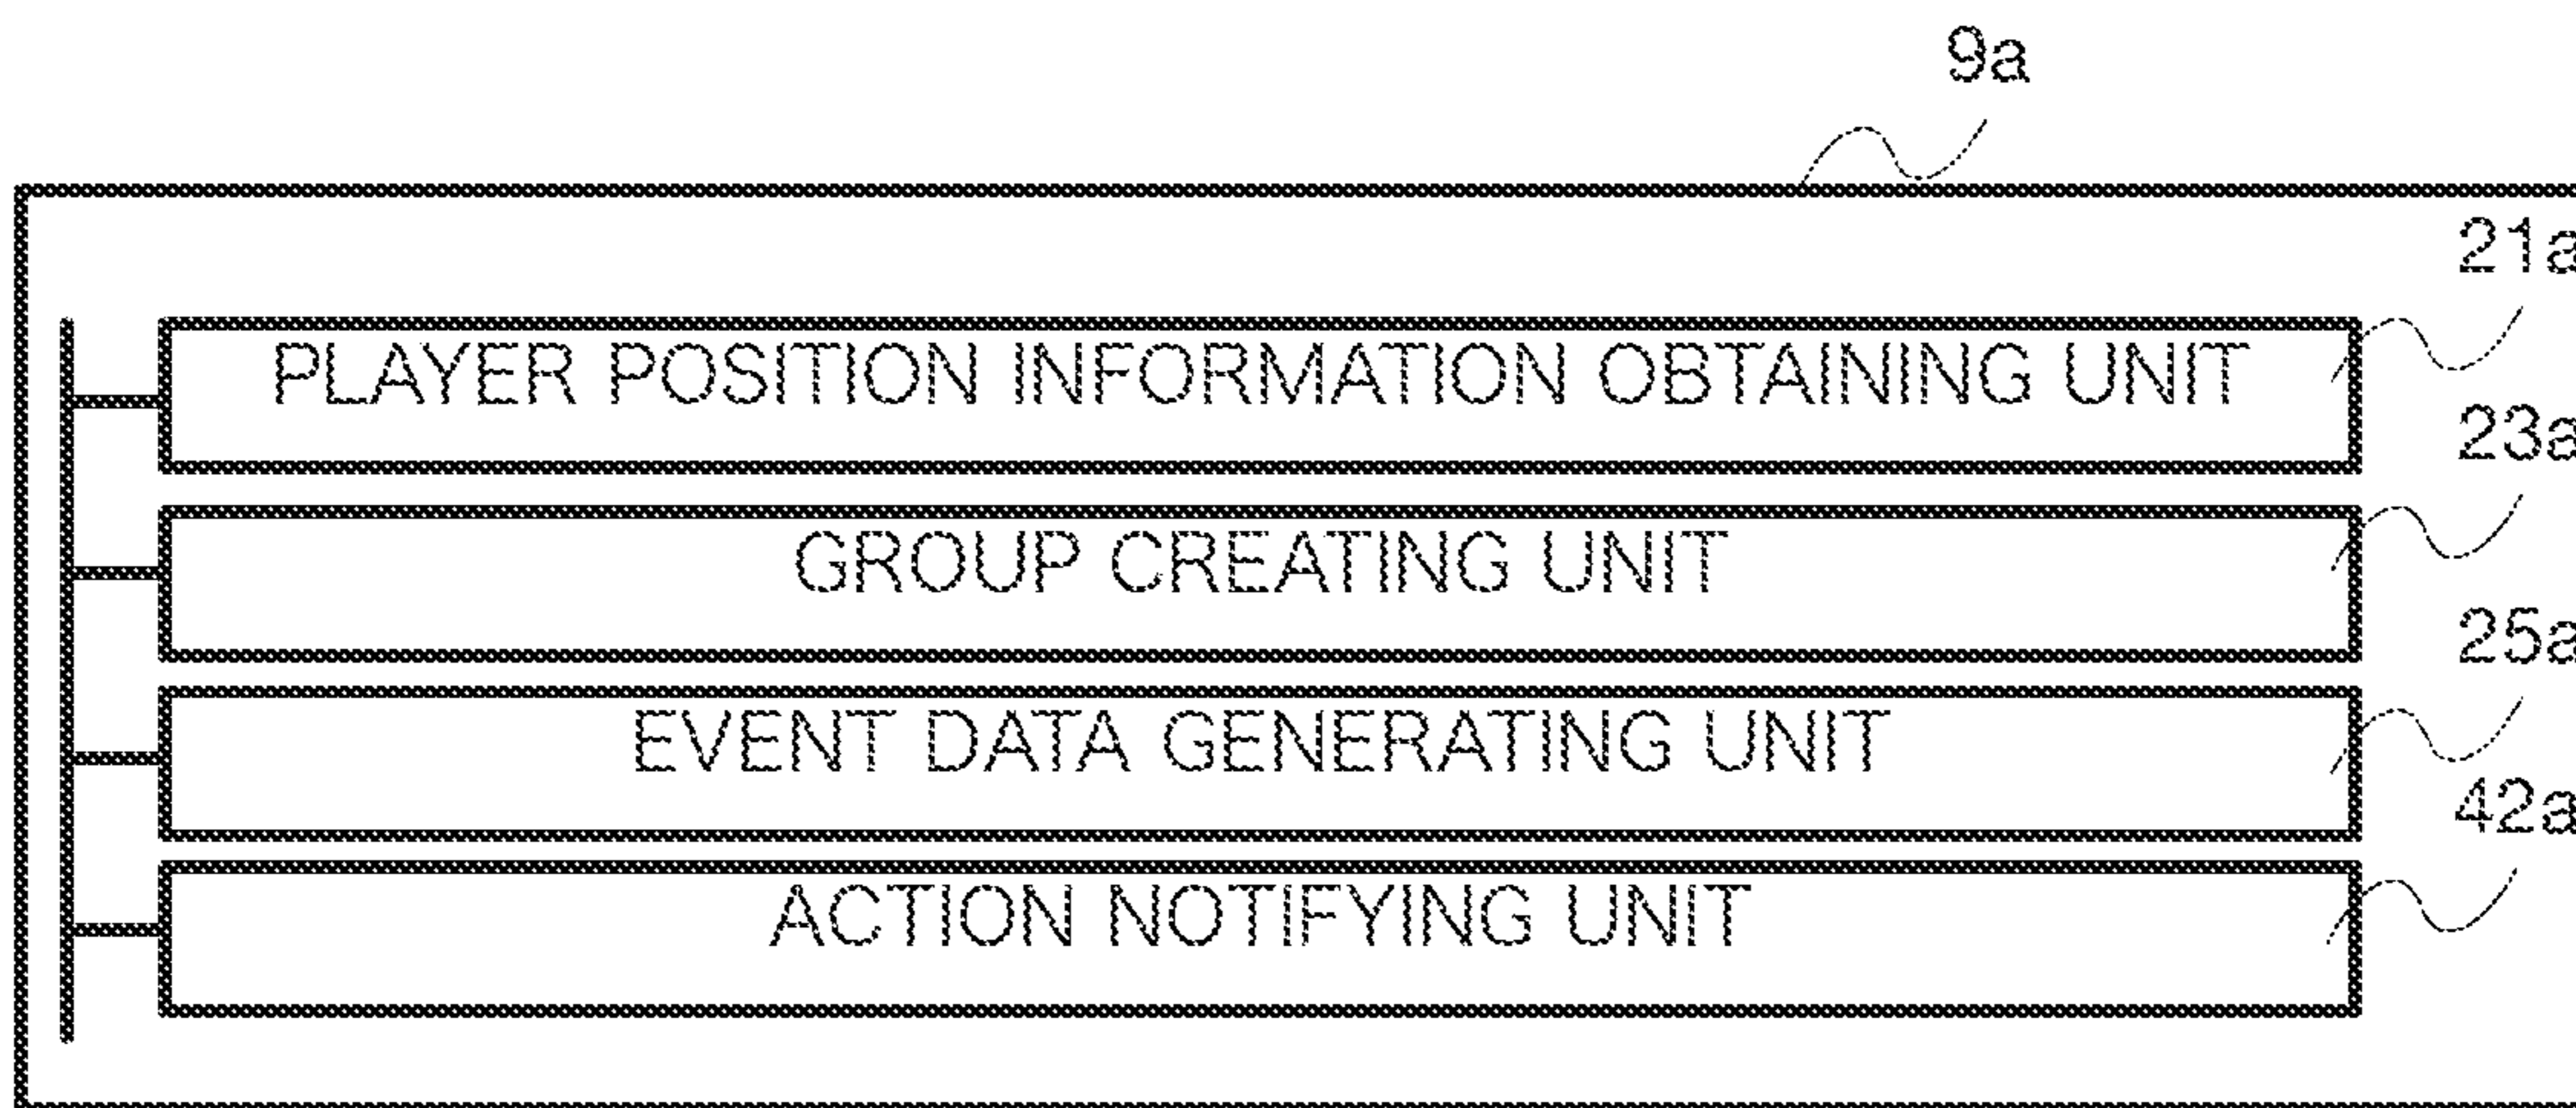 9a
21a
PLAYER POSITION INFORMATION OBTAINING UNIT
23a
GROUP CREATING UNIT
25a
EVENT DATA GENERATING UNIT
42a
ACTION NOTIFYING UNIT